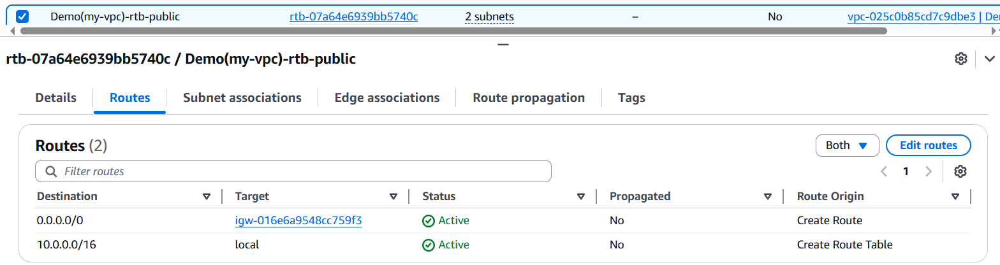 Demo(my-vpc)-rtb-public rtb-07a64e6939bb5740c 2 subnets – No vpc-025c0b85cd7c9dbe3 | De
rtb-07a64e6939bb5740c / Demo(my-vpc)-rtb-public
Details Routes Subnet associations Edge associations Route propagation Tags
Routes (2) Both Edit routes
Filter routes 1
Destination Target Status Propagated Route Origin
0.0.0.0/0 igw-016e6a9548cc759f3 Active No Create Route
10.0.0.0/16 local Active No Create Route Table